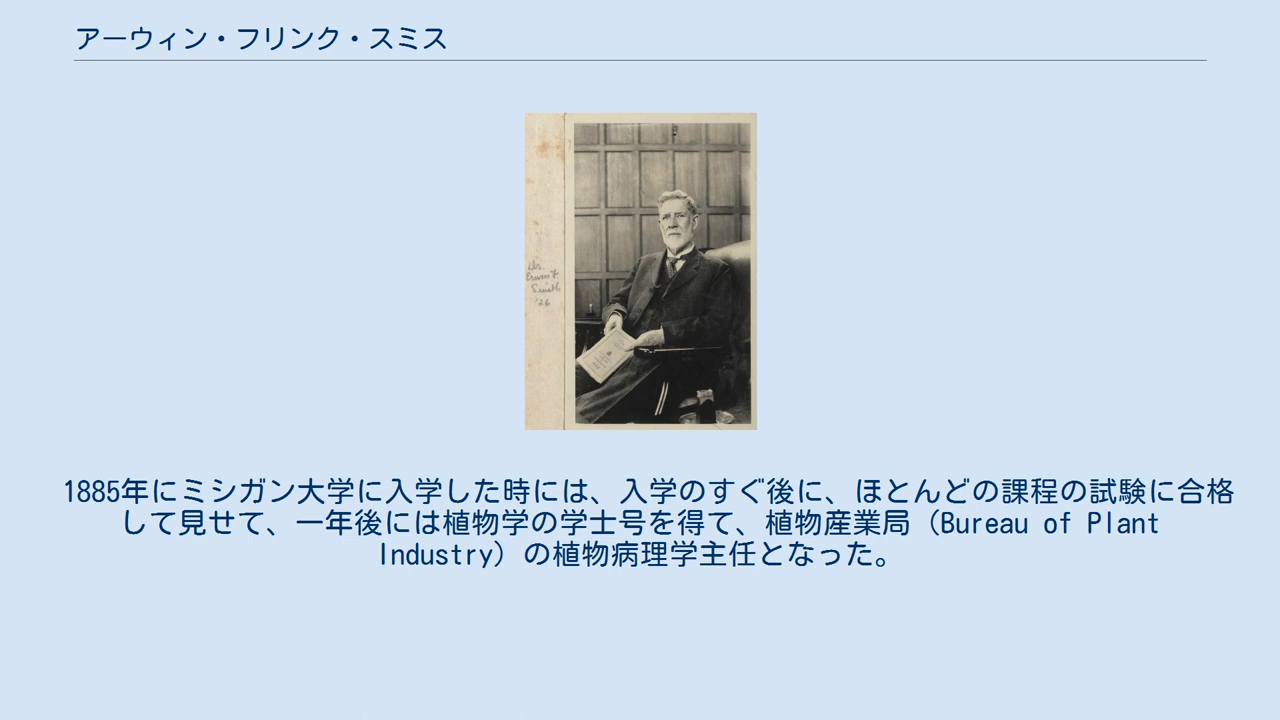 アーウィン・フリンク・スミス
Dr.
Erwin F
Smith
'26
1885年にミシガン大学に入学した時には、入学のすぐ後に、ほとんどの課程の試験に合格
して見せて、一年後には植物学の学士号を得て、植物産業局（Bureau of Plant
Industry）の植物病理学主任となった。